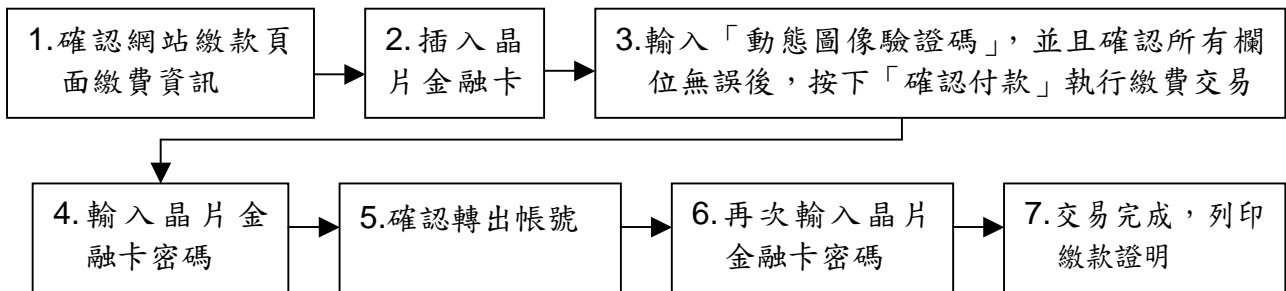 1.確認網站繳款頁
面繳費資訊
2.插入晶
片金融卡
3.輸入「動態圖像驗證碼」，並且確認所有欄
位無誤後，按下「確認付款」執行繳費交易
4.輸入晶片金
融卡密碼
5.確認轉出帳號
6.再次輸入晶片
金融卡密碼
7.交易完成，列印
繳款證明